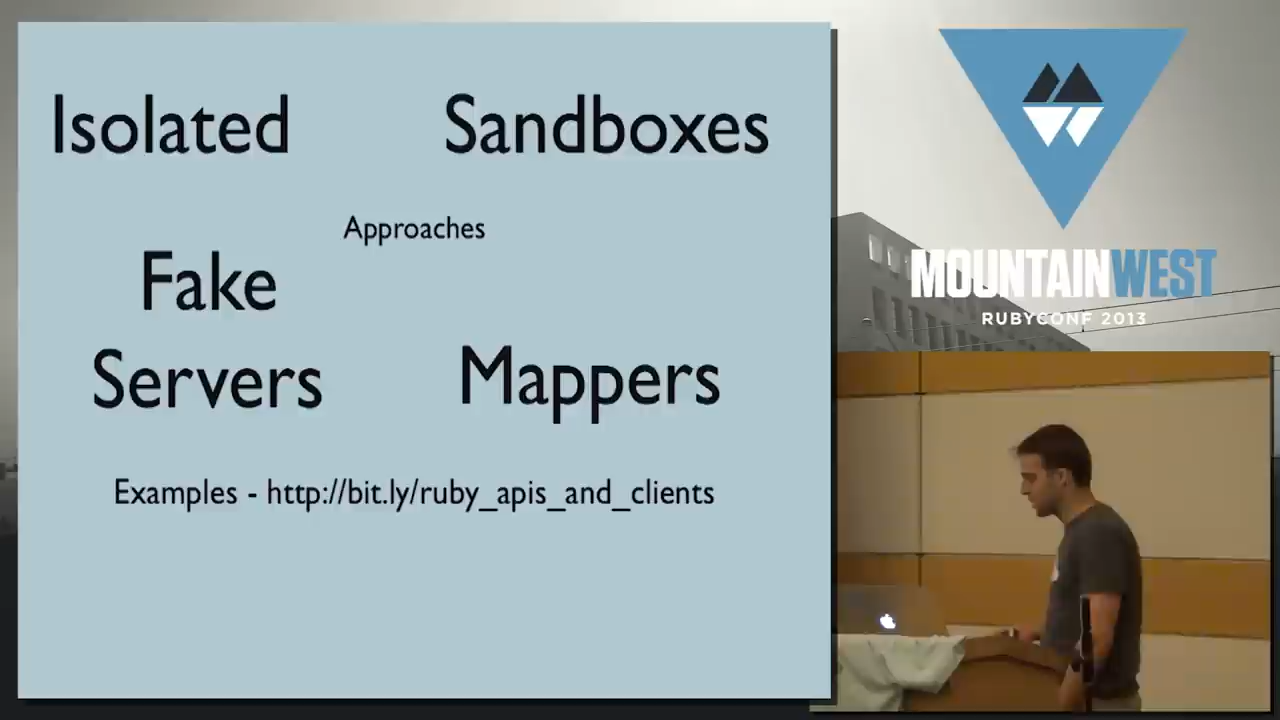 Isolated Sandboxes
Approaches
Fake
Servers Mappers
Examples - http://bit.ly/ruby_apis_and_clients
MOUNTAINWEST
RUBYCONF 2013